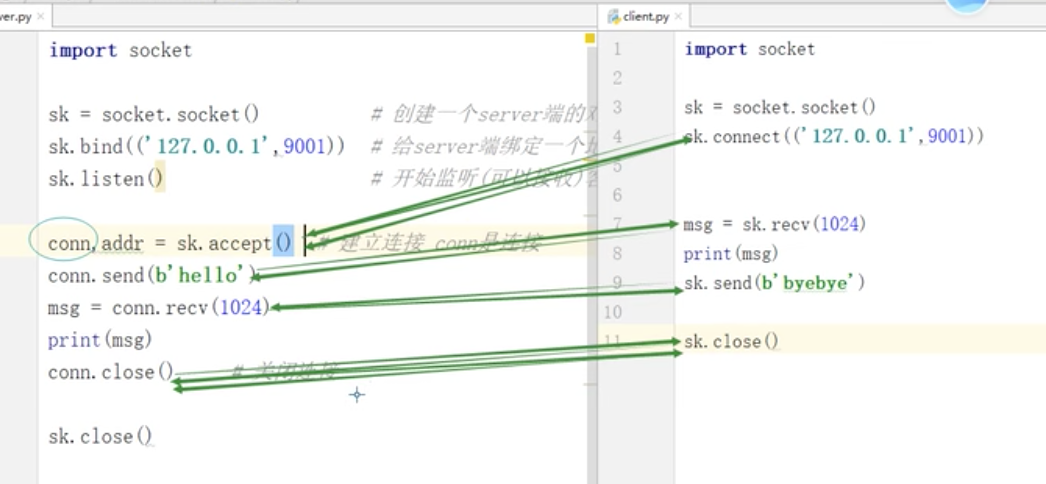 ver.py
import socket
sk = socket.socket() # 创建一个server端的对
sk.bind(('127.0.0.1',9001)) # 给server端绑定一个
sk.listen() # 开始监听(可以接收)
conn,addr = sk.accept() # 建立连接 conn是连接
conn.send(b'hello')
msg = conn.recv(1024)
print(msg)
conn.close() # 关闭连接
sk.close()
client.py
1 import socket
2
3 sk = socket.socket()
4 sk.connect(('127.0.0.1',9001))
5
6
7 msg = sk.recv(1024)
8 print(msg)
9 sk.send(b'byebye')
10
11 sk.close()